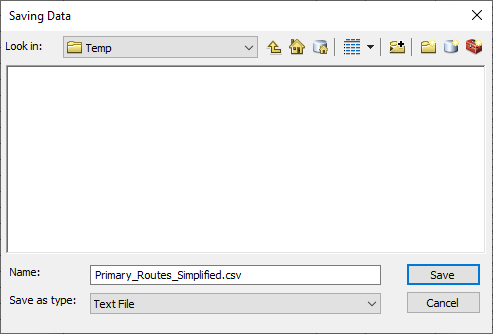 Saving Data
Look in: Temp
Name: Primary_Routes_Simplified.csv Save
Save as type: Text File Cancel